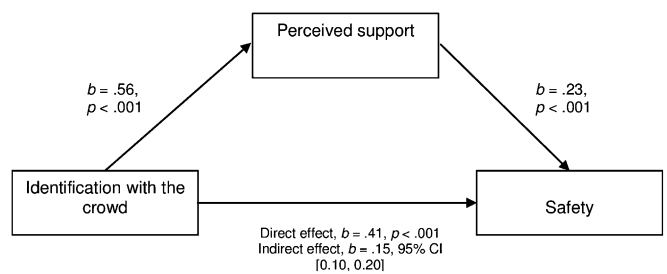 Perceived support
b = .56,
p < .001
b = .23,
p < .001
Identification with the
crowd
Safety
Direct effect, b = .41, p < .001
Indirect effect, b = .15, 95% CI
[0.10, 0.20]